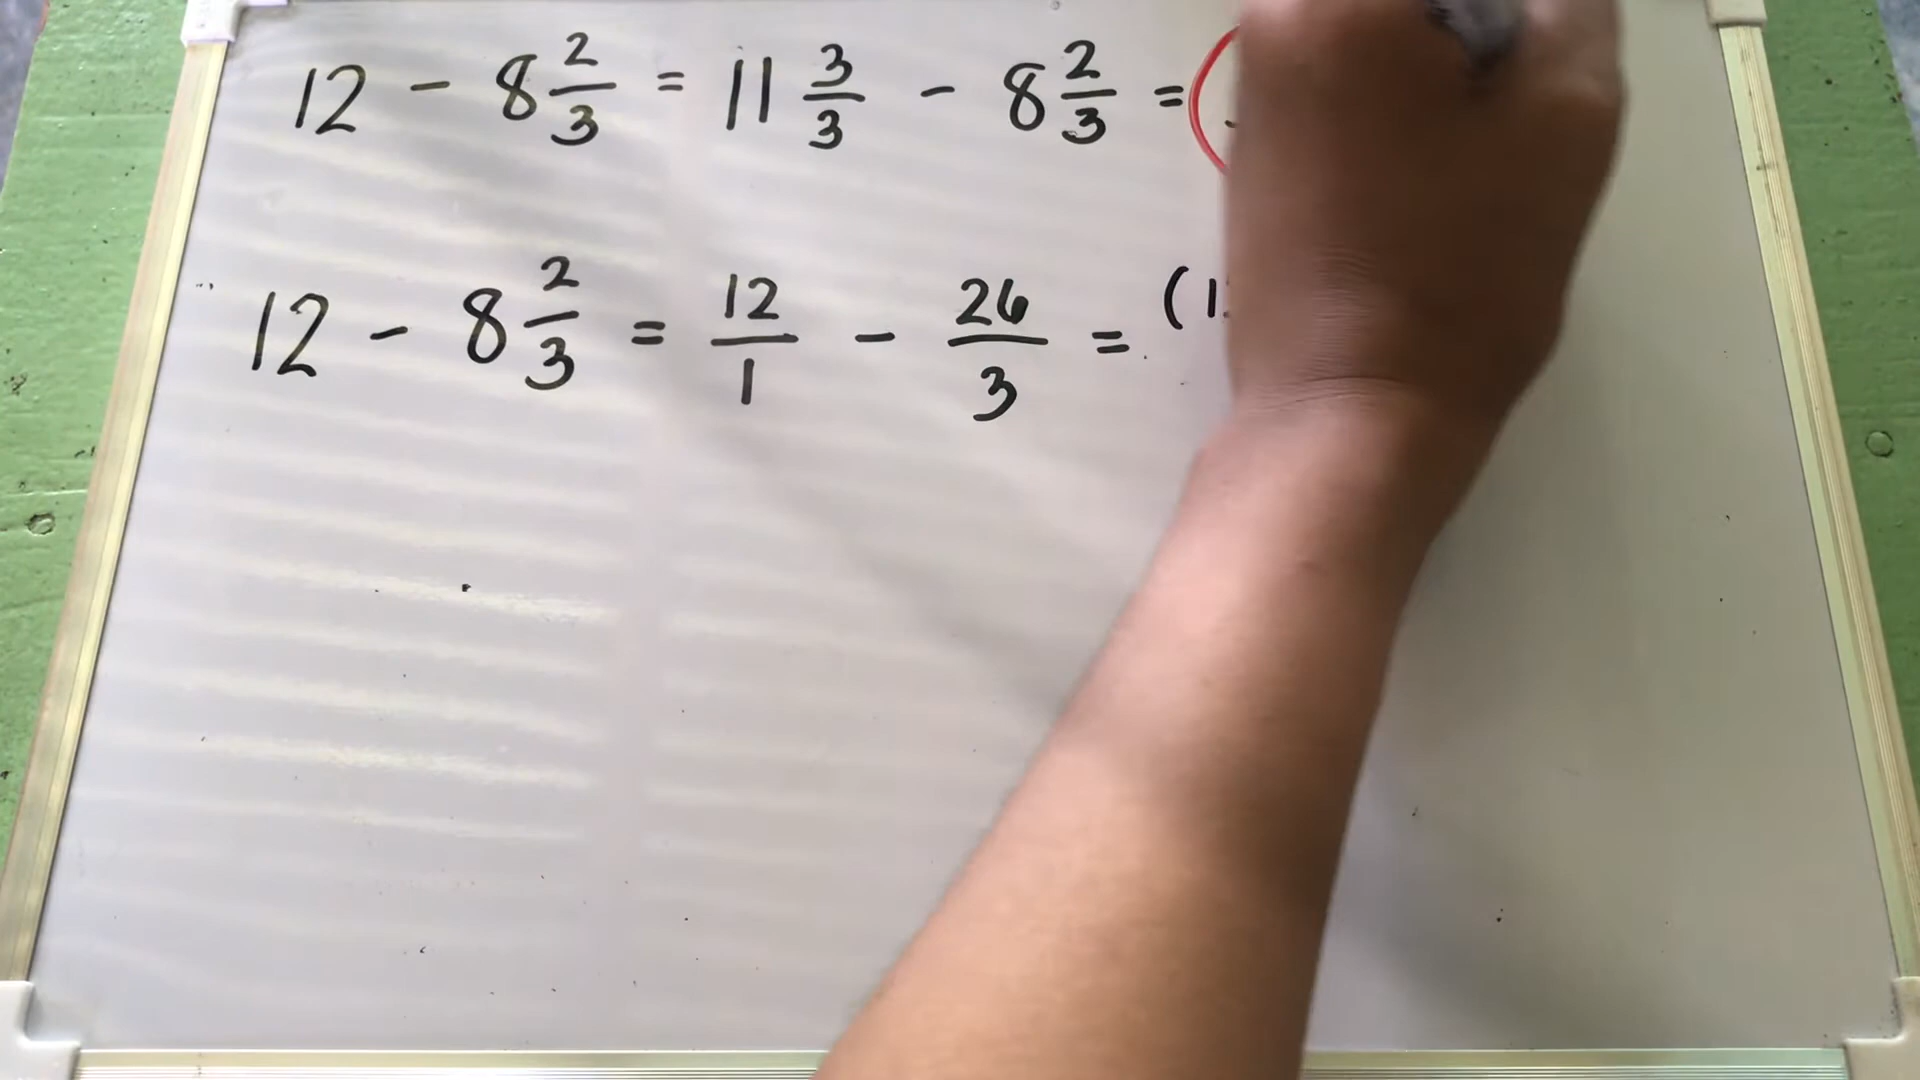 12 - 8 2/3 = 11 3/3 - 8 2/3 =
12 - 8 2/3 = 12/1 - 26/3 = (1